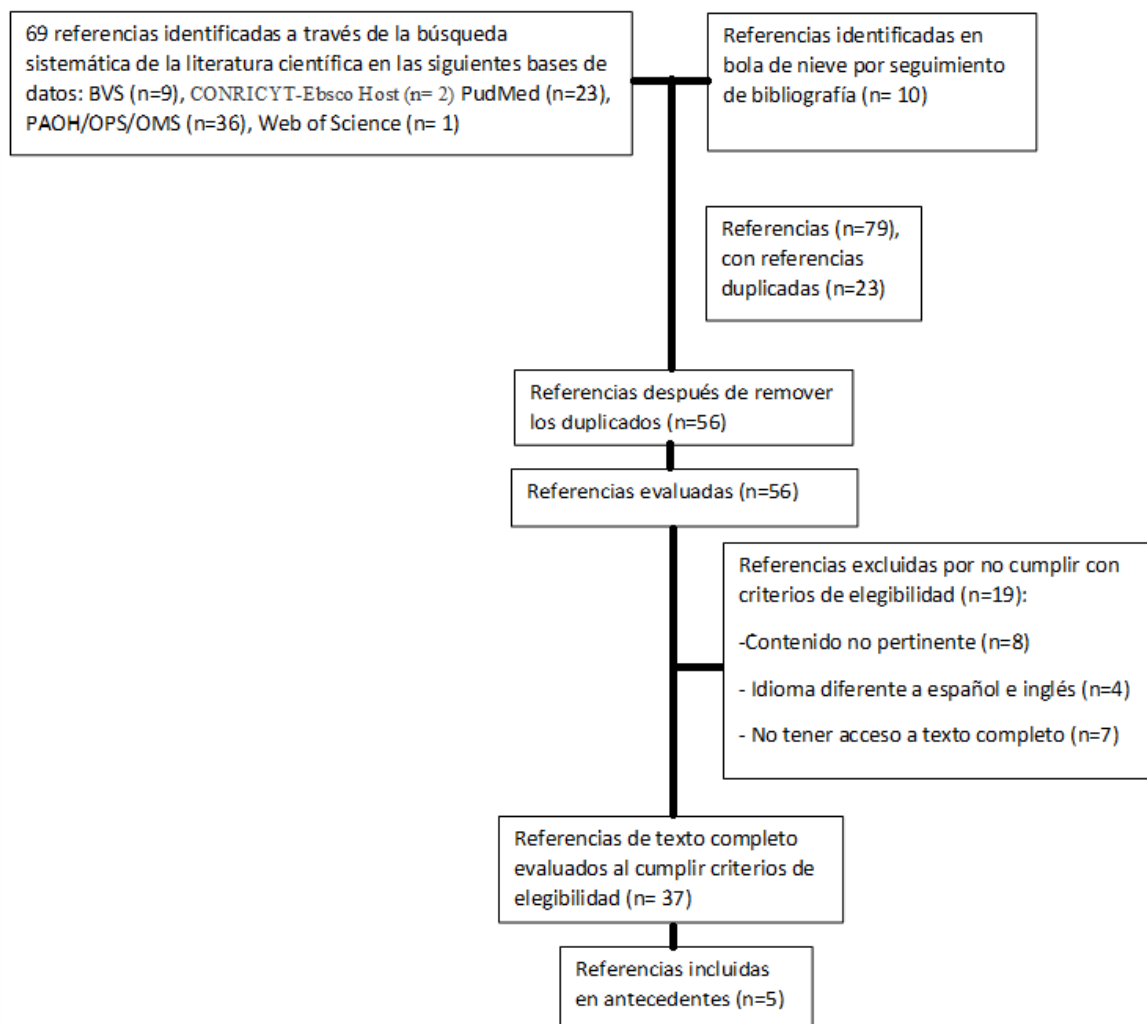 69 referencias identificadas a través de la búsqueda
sistemática de la literatura científica en las siguientes bases de
datos: BVS (n=9), CONRICYT-Ebsco Host (n= 2) PudMed (n=23),
PAOH/OPS/OMS (n=36), Web of Science (n= 1)
Referencias identificadas en
bola de nieve por seguimiento
de bibliografía (n= 10)
Referencias (n=79),
con referencias
duplicadas (n=23)
Referencias después de remover
los duplicados (n=56)
Referencias evaluadas (n=56)
Referencias excluidas por no cumplir con
criterios de elegibilidad (n=19):
-Contenido no pertinente (n=8)
- Idioma diferente a español e inglés (n=4)
- No tener acceso a texto completo (n=7)
Referencias de texto completo
evaluados al cumplir criterios de
elegibilidad (n= 37)
Referencias incluidas
en antecedentes (n=5)